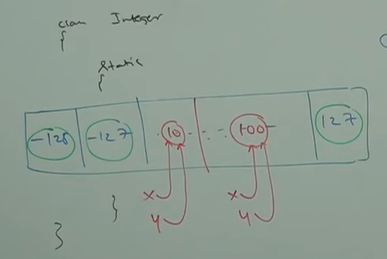 class Integer
{
static
{
-128 -127 10 - - - 100 - 127
x x
y y
}
}